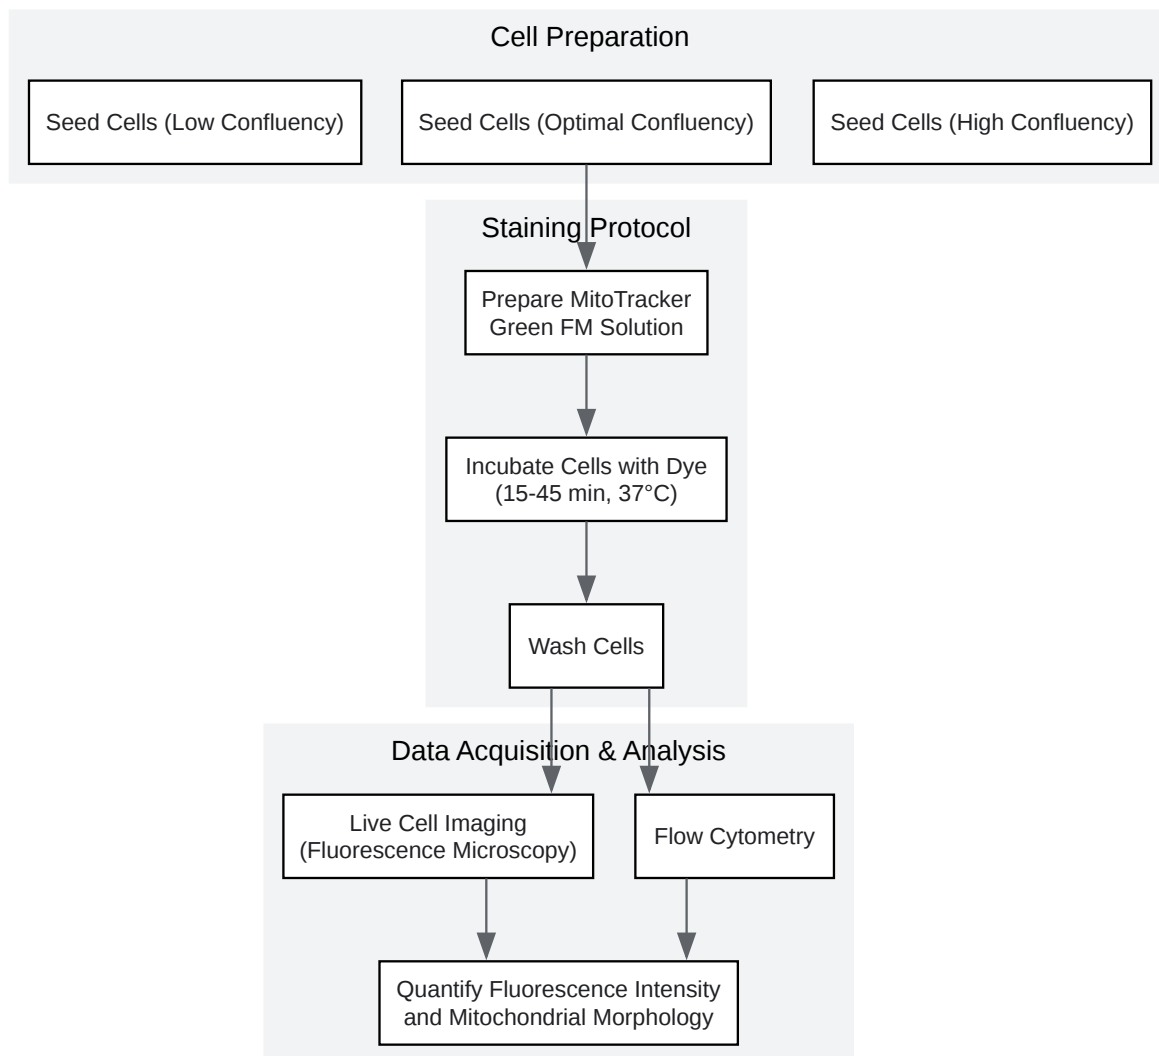 Cell Preparation
Seed Cells (Low Confluency)
Seed Cells (Optimal Confluency)
Seed Cells (High Confluency)
Staining Protocol
Prepare MitoTracker
Green FM Solution
Incubate Cells with Dye
(15-45 min, 37°C)
Wash Cells
Data Acquisition & Analysis
Live Cell Imaging
(Fluorescence Microscopy)
Flow Cytometry
Quantify Fluorescence Intensity
and Mitochondrial Morphology